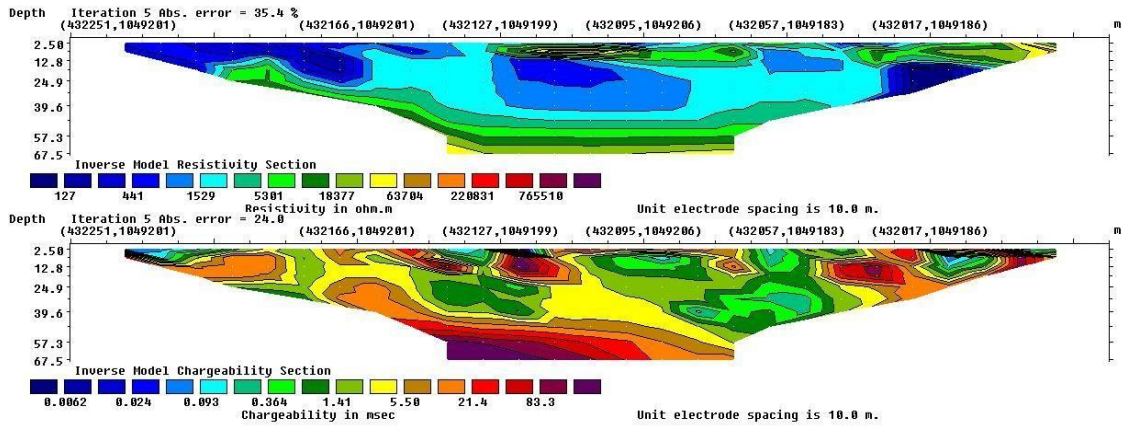 Depth Iteration 5 Abs. error = 35.4 %
(432251,1049201) (432166,1049201) (432127,1049199) (432095,1049206) (432057,1049183) (432017,1049186) m
2.50
12.8
24.9
39.6
57.3
67.5
Inverse Model Resistivity Section
127 441 1529 5301 18377 63704 220831 765510
Resistivity in ohm.m Unit electrode spacing is 10.0 m.
Depth Iteration 5 Abs. error = 24.0
(432251,1049201) (432166,1049201) (432127,1049199) (432095,1049206) (432057,1049183) (432017,1049186) m
2.50
12.8
24.9
39.6
57.3
67.5
Inverse Model Chargeability Section
0.0062 0.024 0.093 0.364 1.41 5.50 21.4 83.3
Chargeability in msec Unit electrode spacing is 10.0 m.